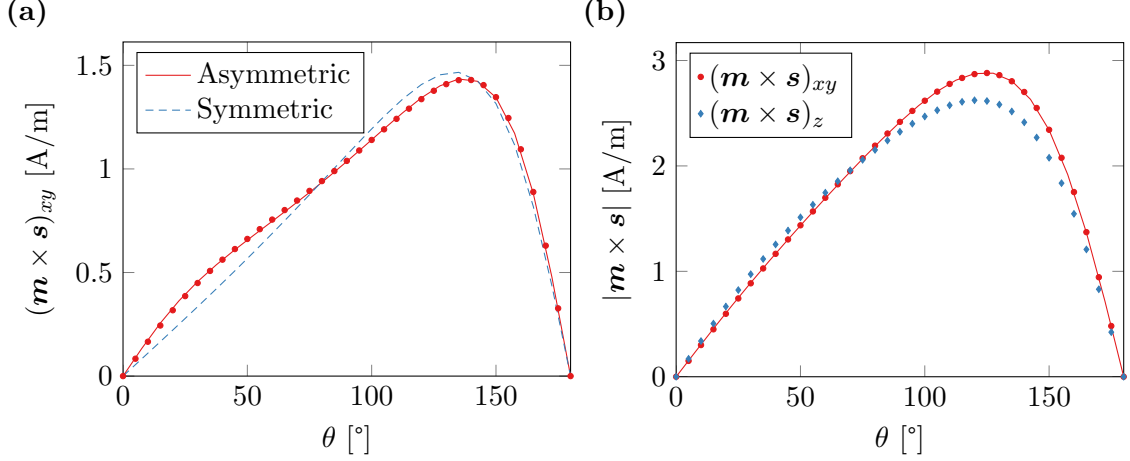 (a)
(m × s)xy [A/m]
1.5
1
0.5
0
Asymmetric
Symmetric
0 50 100 150
θ [°]
(b)
|m × s| [A/m]
3
2
1
0
(m × s)xy
(m × s)z
0 50 100 150
θ [°]